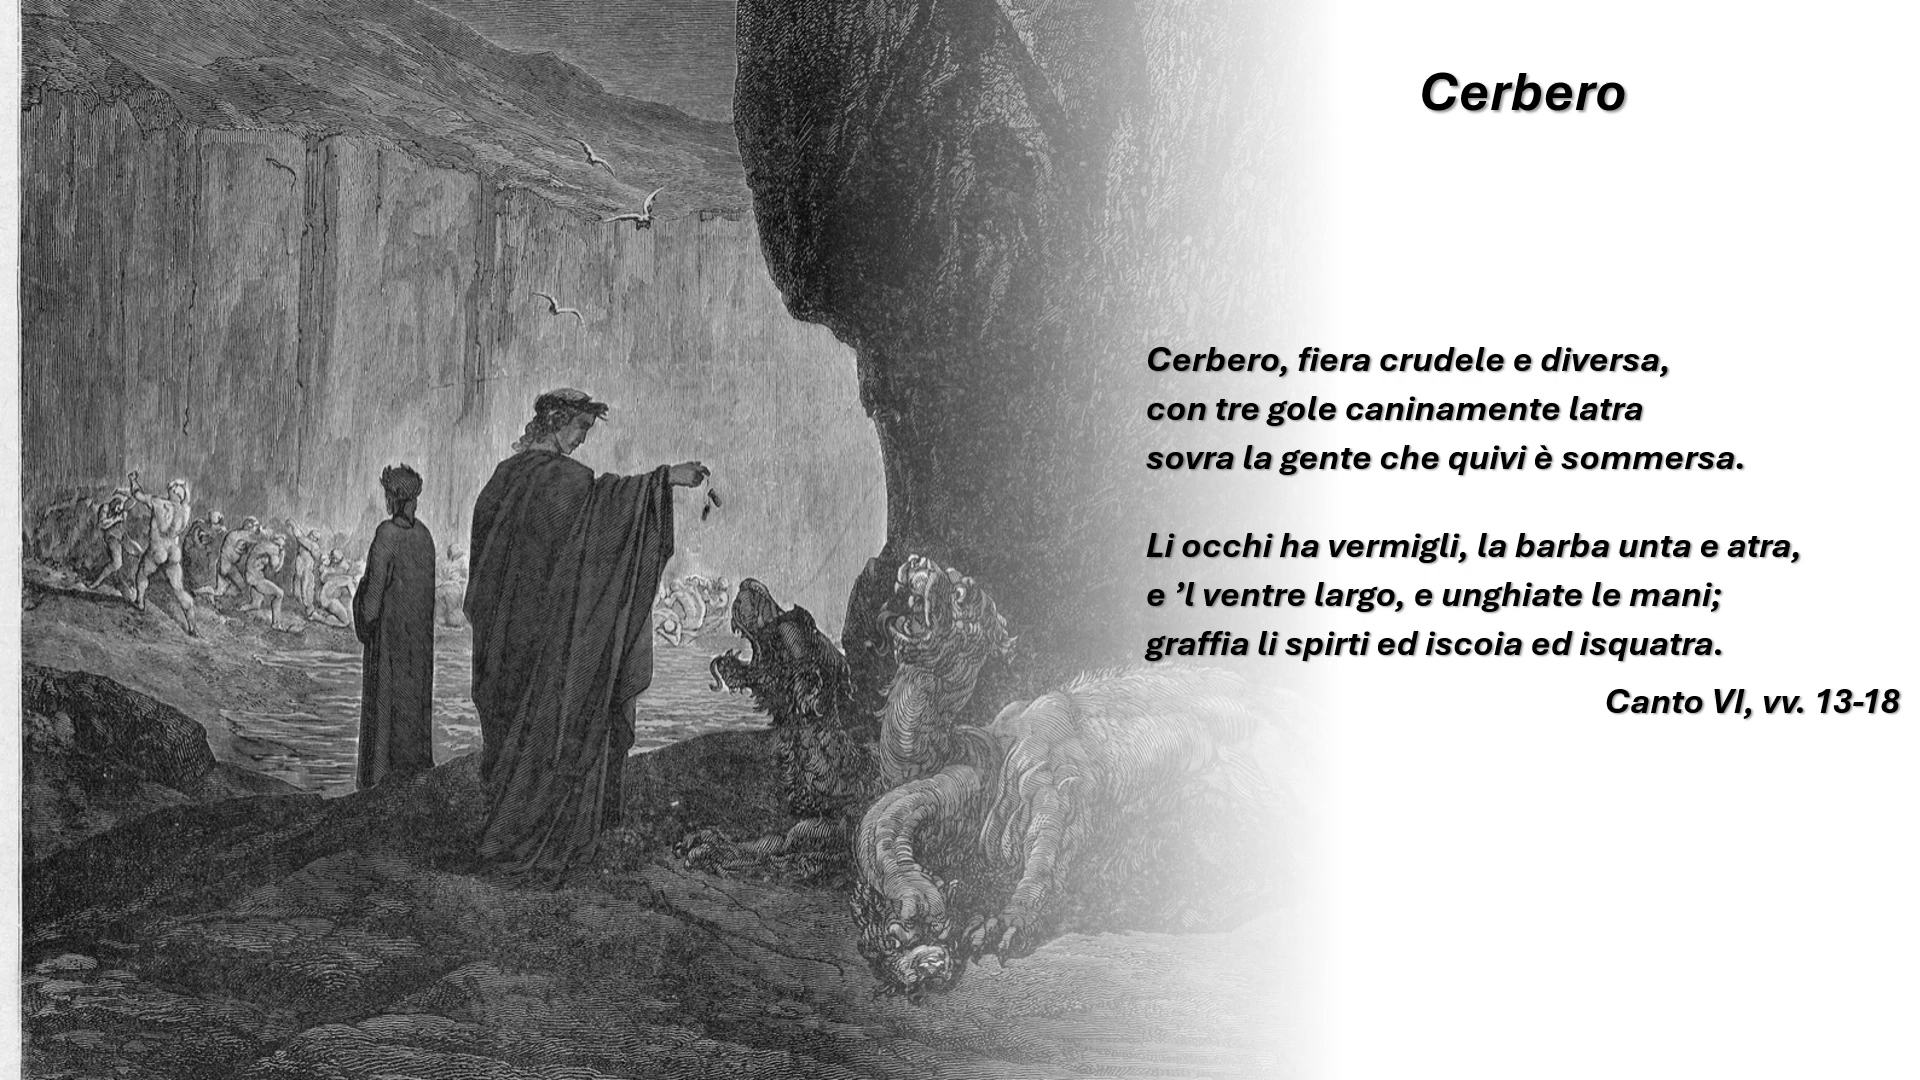 Cerbero
Cerbero, fiera crudele e diversa,
con tre gole caninamente latra
sovra la gente che quivi è sommersa.
Li occhi ha vermigli, la barba unta e atra,
e ’l ventre largo, e unghiate le mani;
graffia li spirti ed iscoia ed isquatra.
Canto VI, vv. 13-18